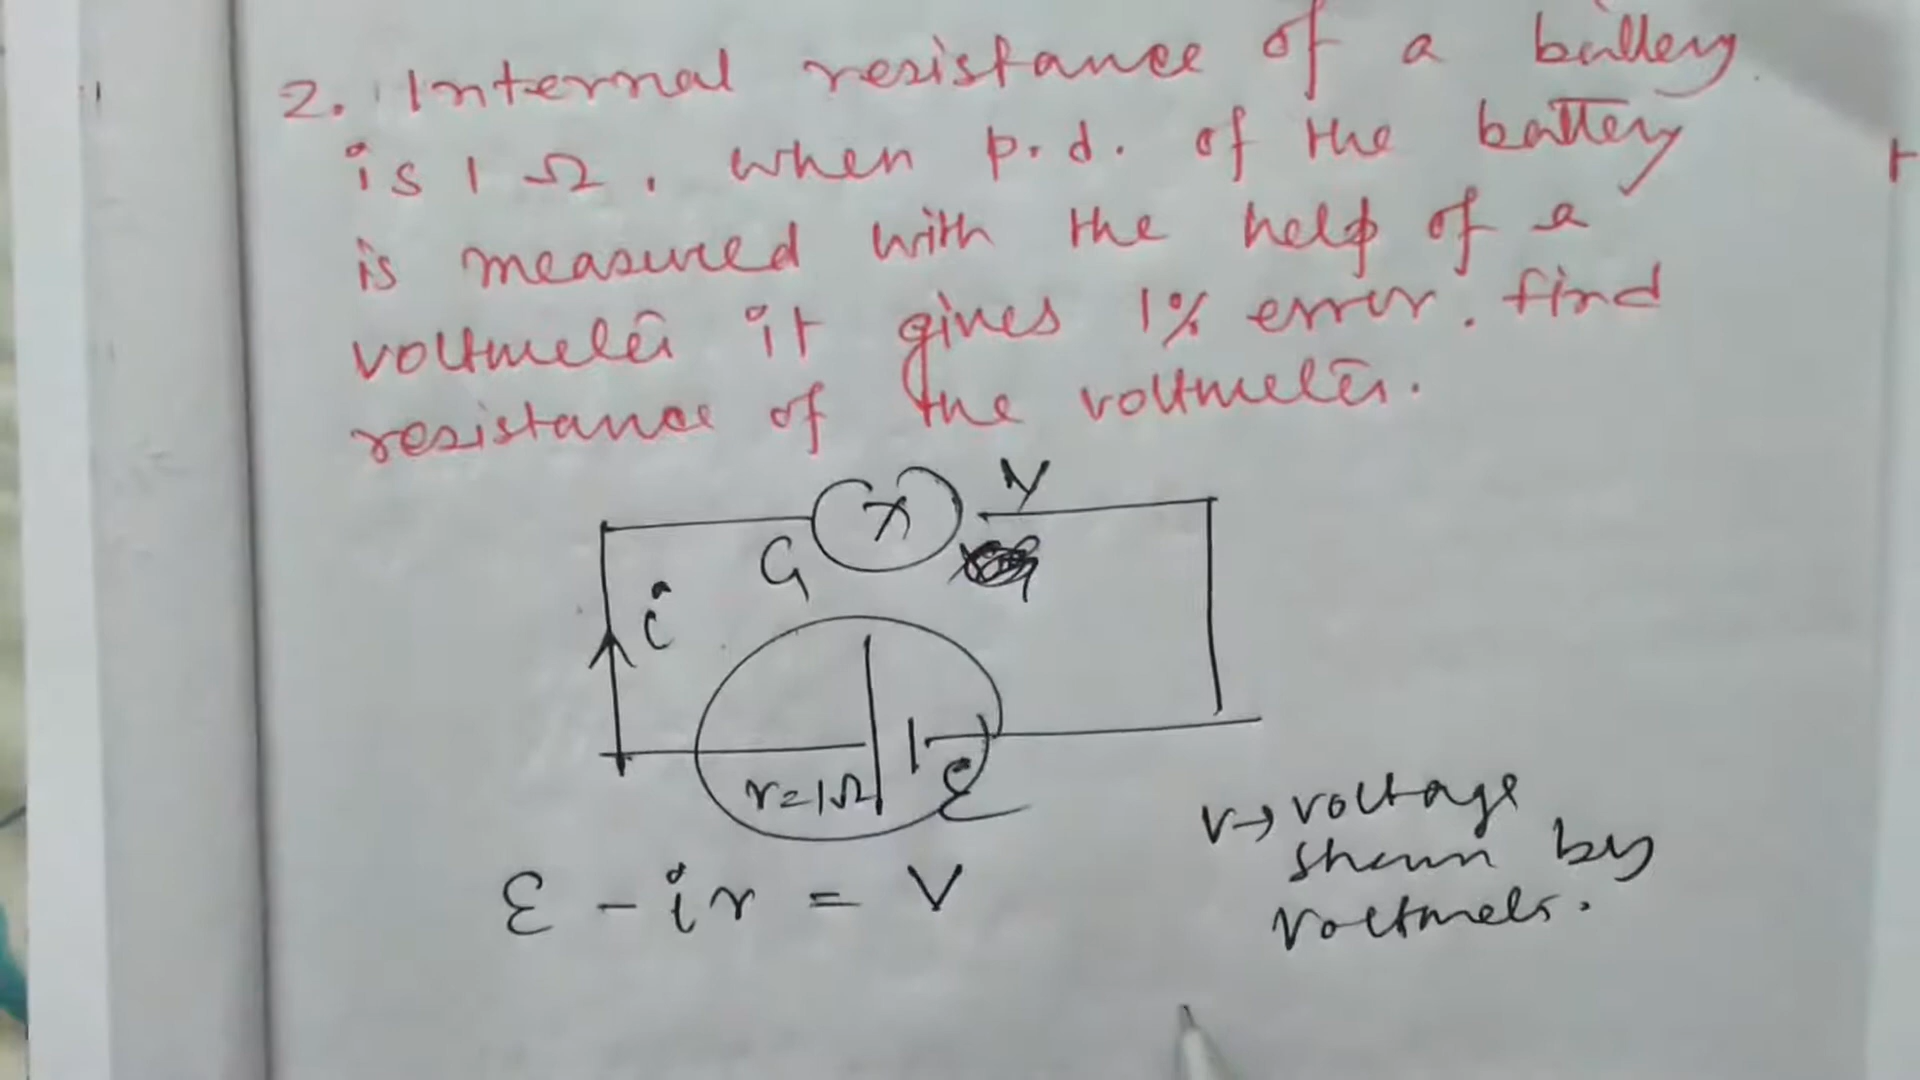 2. Internal resistance of a battery
is 1 Ω. When p.d. of the battery
is measured with the help of a
voltmeter it gives 1% error. find
resistance of the voltmeter.
V
G
i
r=1Ω
ε
V→ voltage
shown by
voltmeter.
ε - ir = V